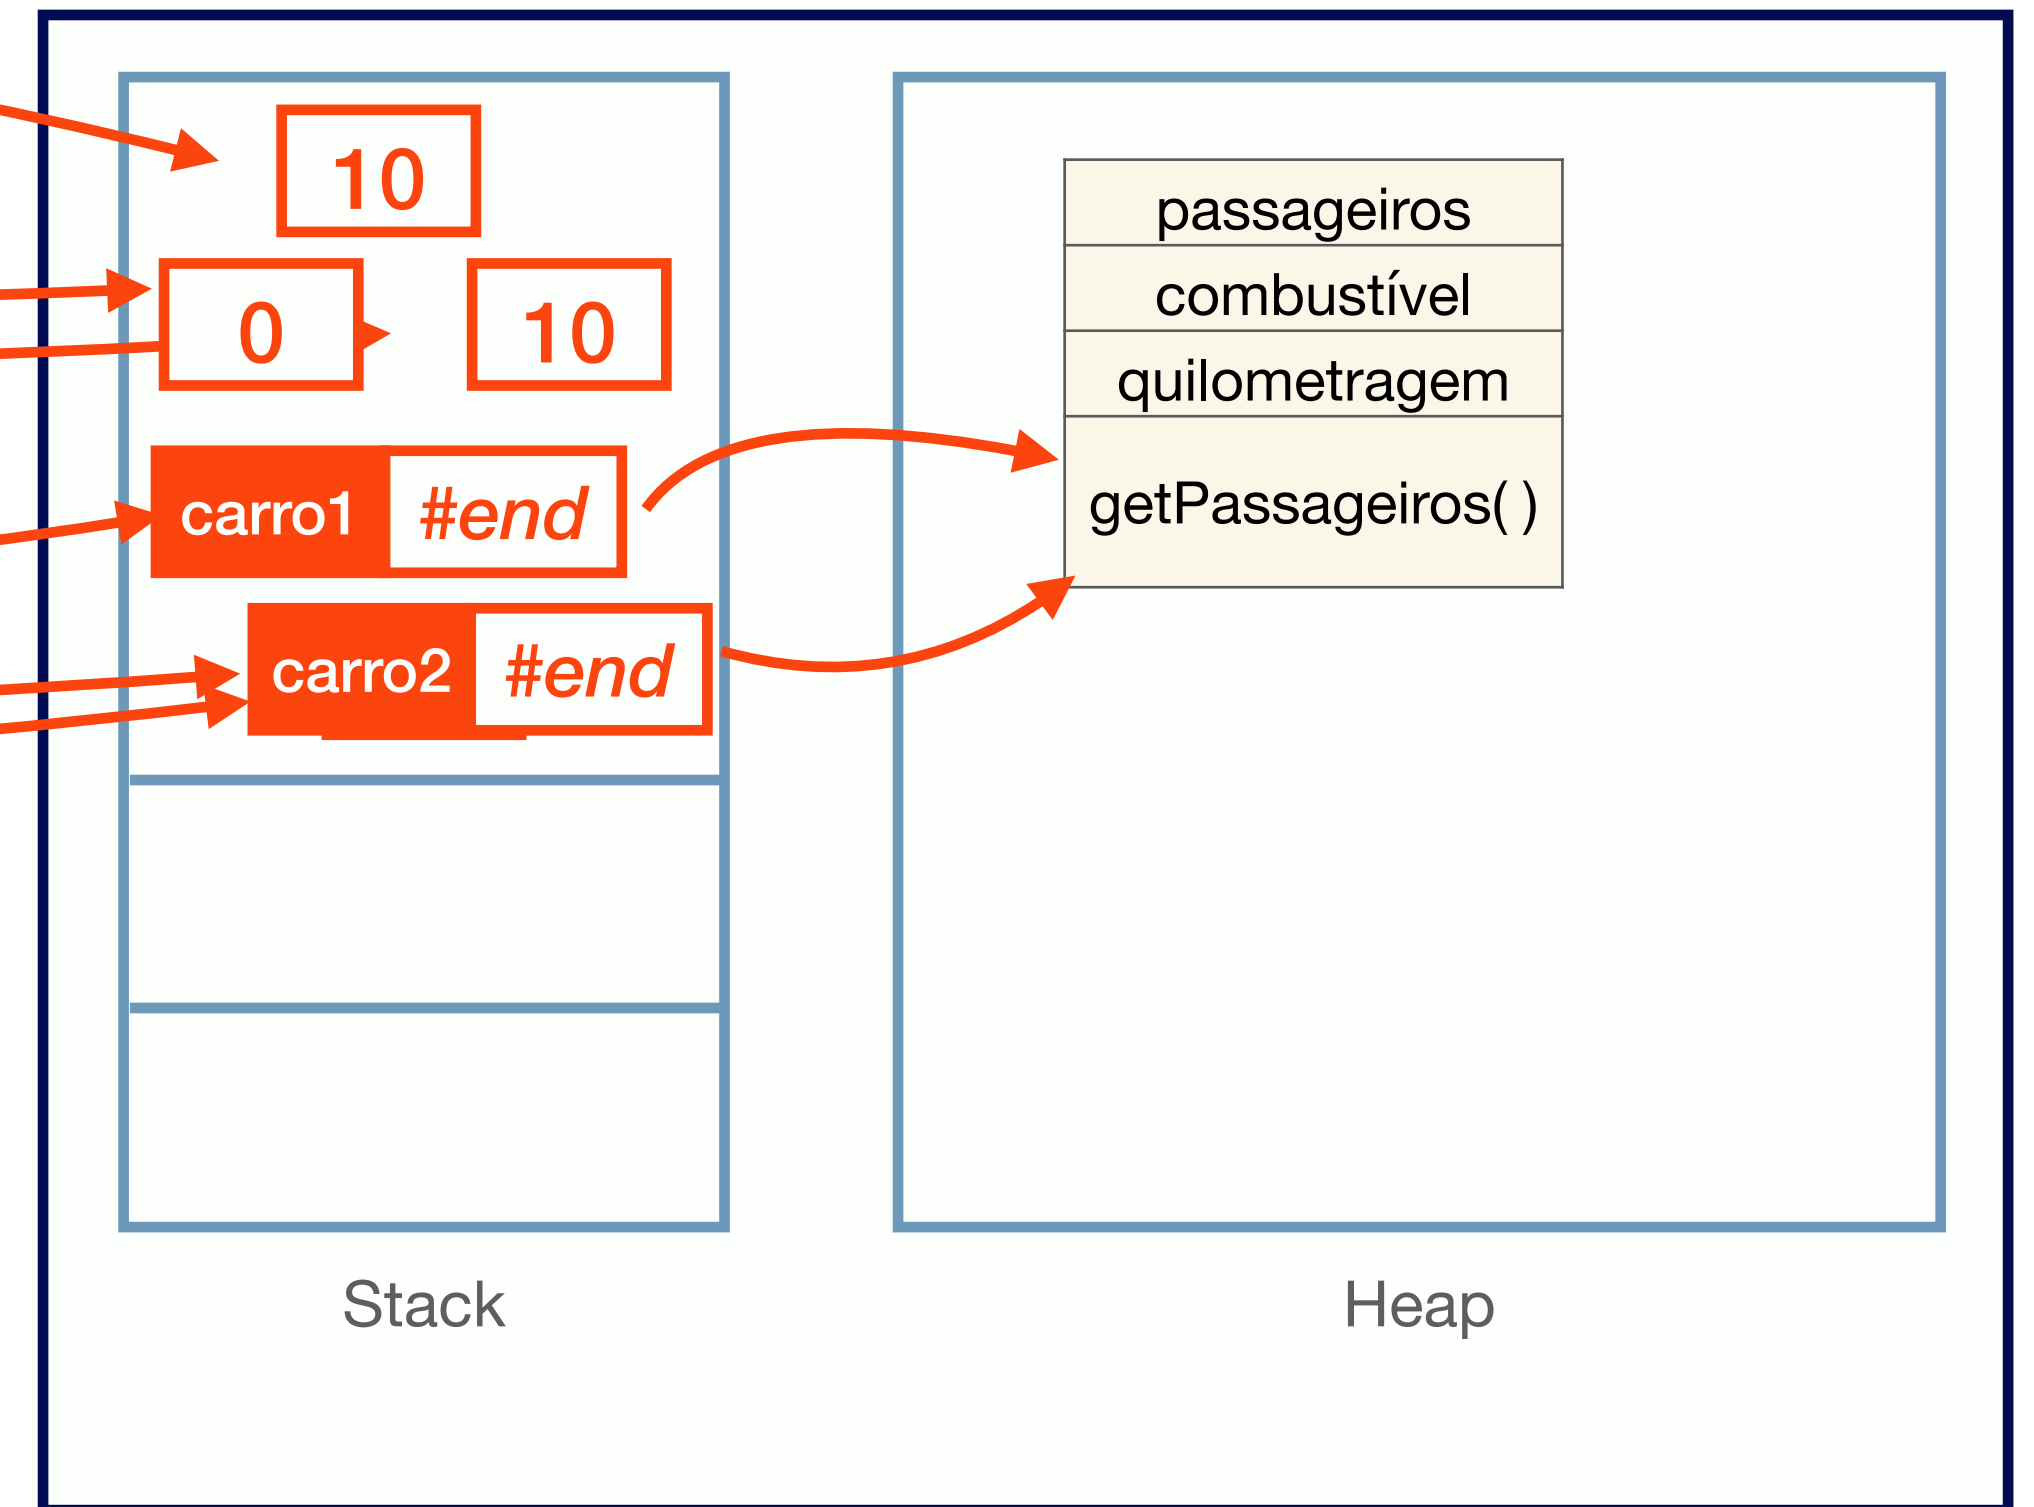 10
0
10
carro1 #end
carro2 #end
passageiros
combustível
quilometragem
getPassageiros( )
Stack
Heap